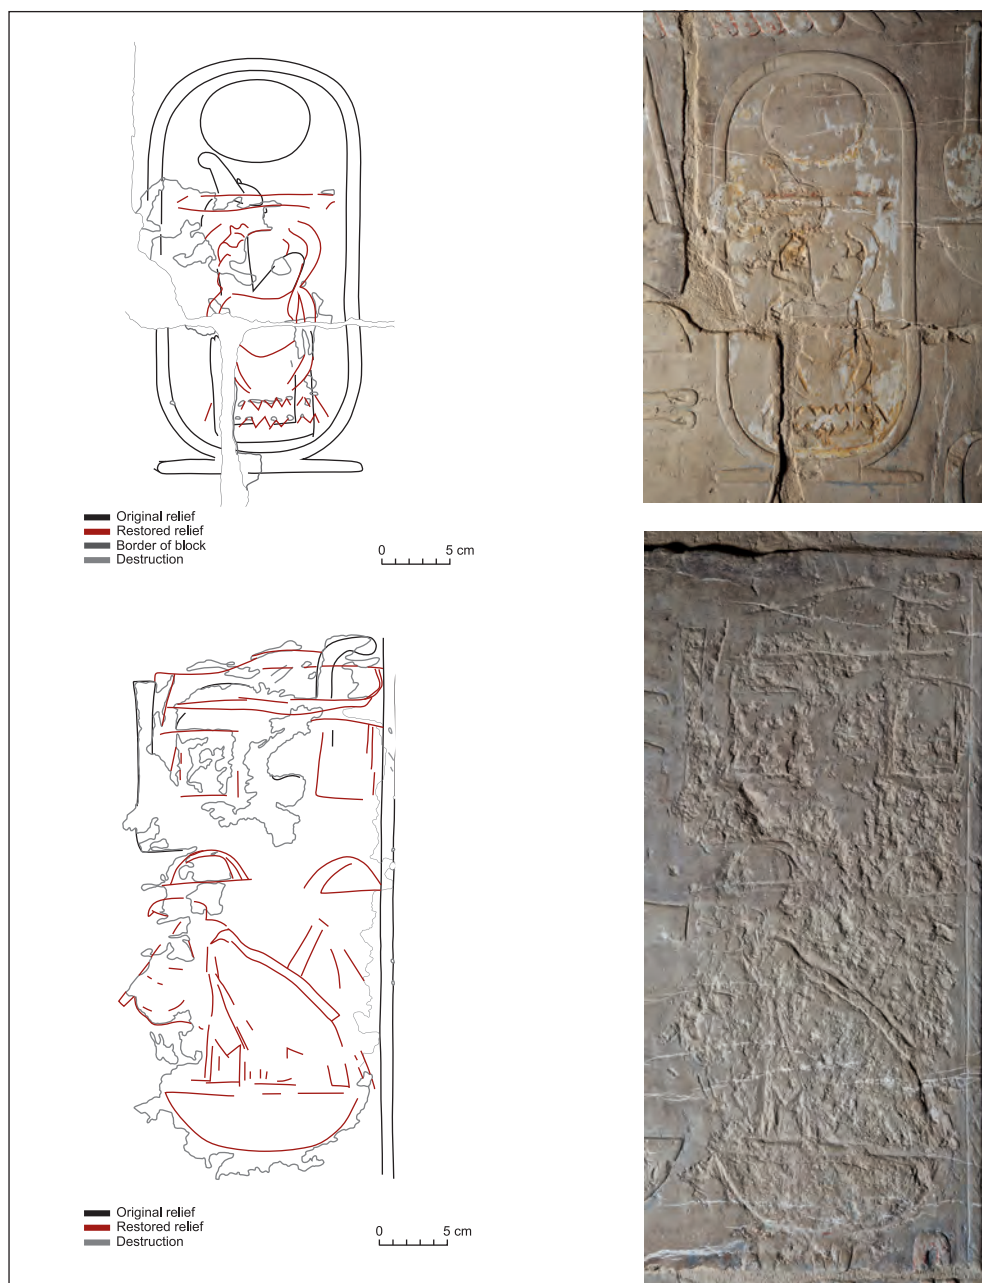 Original relief
Restored relief
Border of block
Destruction
0 5 cm
Original relief
Restored relief
Destruction
0 5 cm